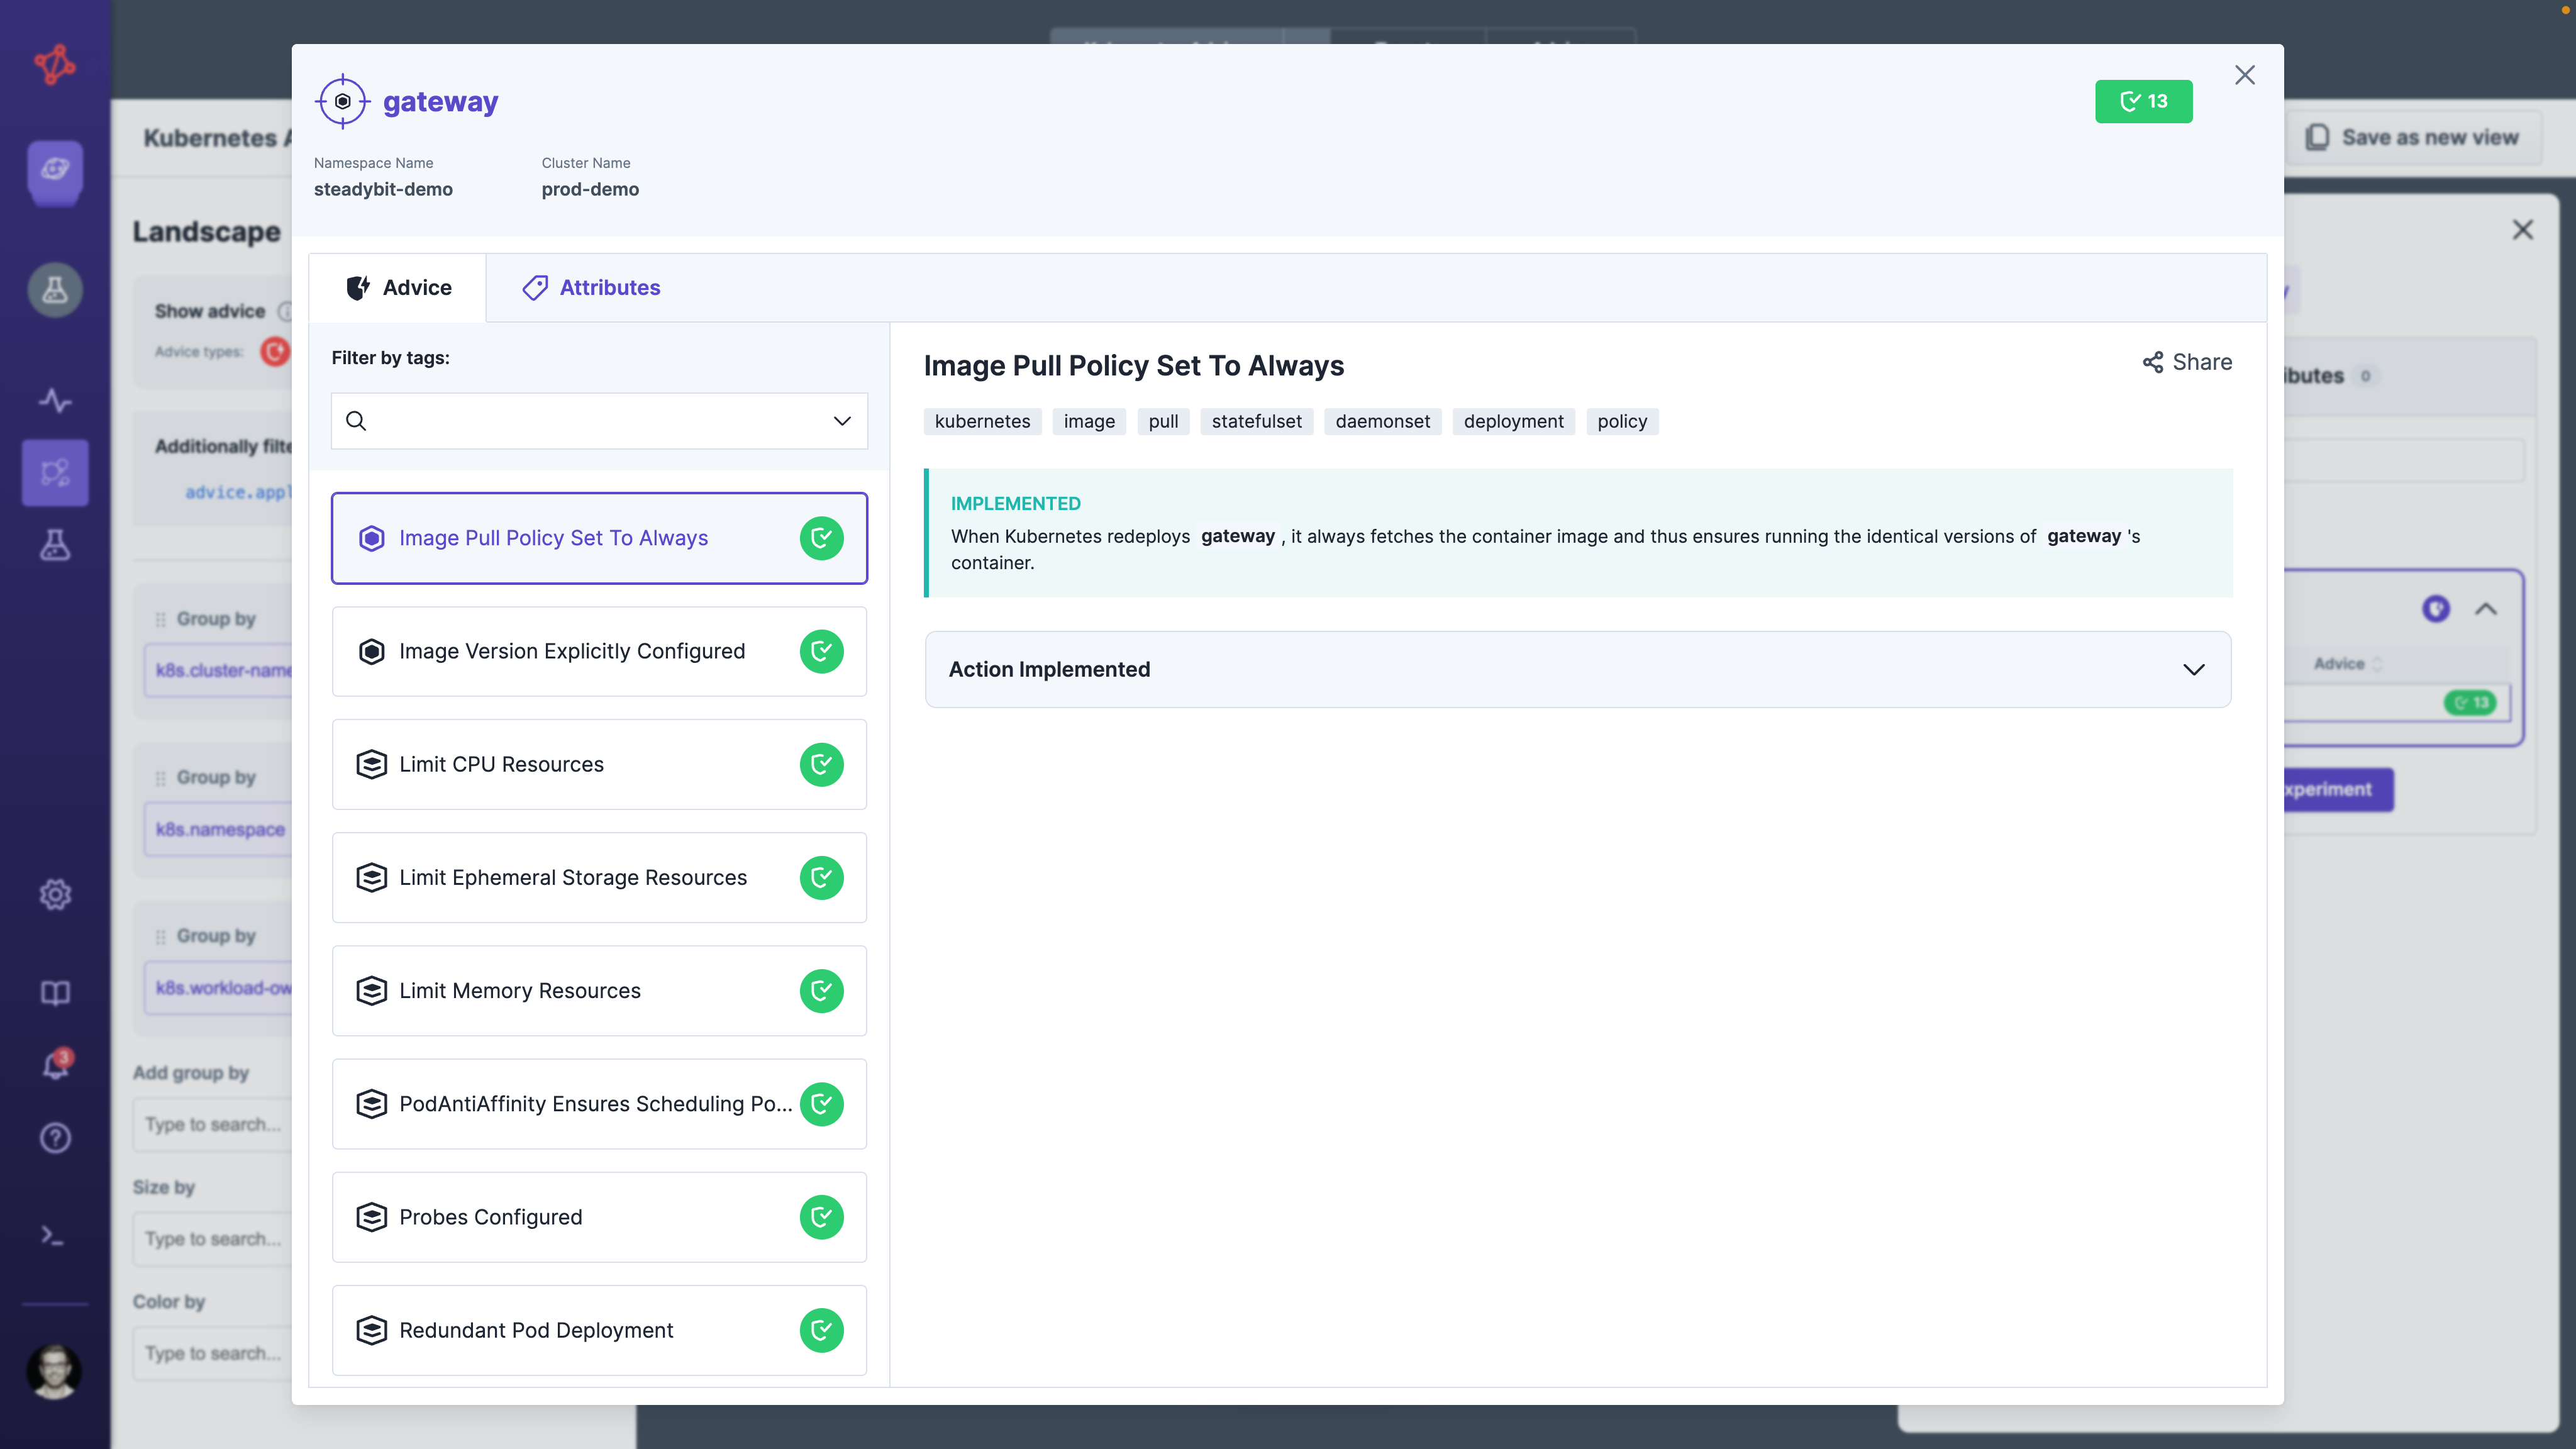 gateway
13
Namespace Name
steadybit-demo
Cluster Name
prod-demo
Advice
Attributes
Filter by tags:
Image Pull Policy Set To Always
Image Version Explicitly Configured
Limit CPU Resources
Limit Ephemeral Storage Resources
Limit Memory Resources
PodAntiAffinity Ensures Scheduling Po...
Probes Configured
Redundant Pod Deployment
Image Pull Policy Set To Always
Share
kubernetes image pull statefulset daemonset deployment policy
IMPLEMENTED
When Kubernetes redeploys gateway , it always fetches the container image and thus ensures running the identical versions of gateway 's
container.
Action Implemented
Kubernetes A
Save as new view
Landscape
Show advice
Advice types:
Additionally filte
advice.appl
Group by
k8s.cluster-name
Group by
k8s.namespace
Group by
k8s.workload-ow
Add group by
Type to search...
Size by
Type to search...
Color by
Type to search...
3
ibutes 0
Advice
13
xperiment